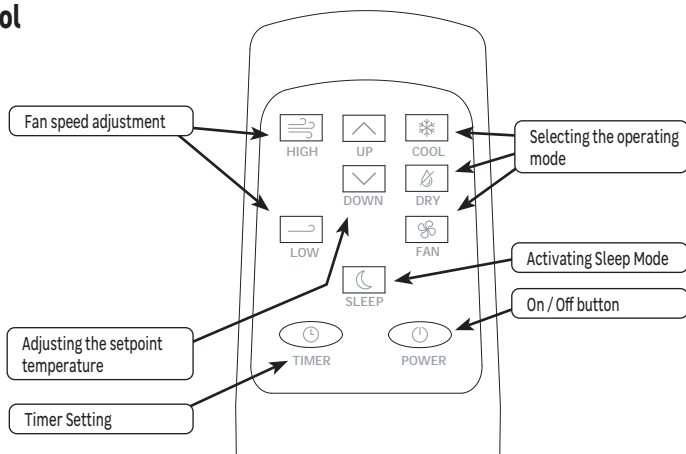 ol
Fan speed adjustment
HIGH
UP
COOL
Selecting the operating
mode
DOWN
DRY
LOW
FAN
Activating Sleep Mode
SLEEP
On / Off button
Adjusting the setpoint
temperature
TIMER
POWER
Timer Setting